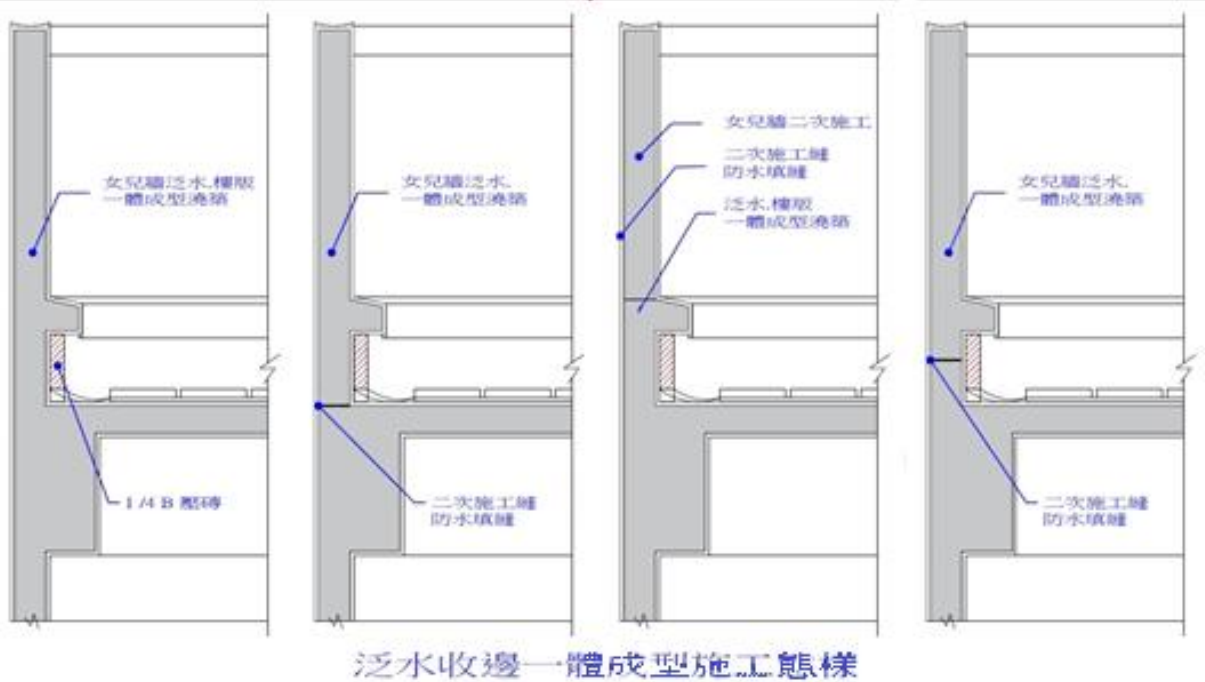 女兒牆泛水.樓版
一體成型澆築
1/4 B 壓磚
女兒牆泛水.
一體成型澆築
二次施工縫
防水填縫
女兒牆二次施工
二次施工縫
防水填縫
泛水.樓版
一體成型澆築
女兒牆泛水.
一體成型澆築
二次施工縫
防水填縫
泛水收邊一體成型施工態樣